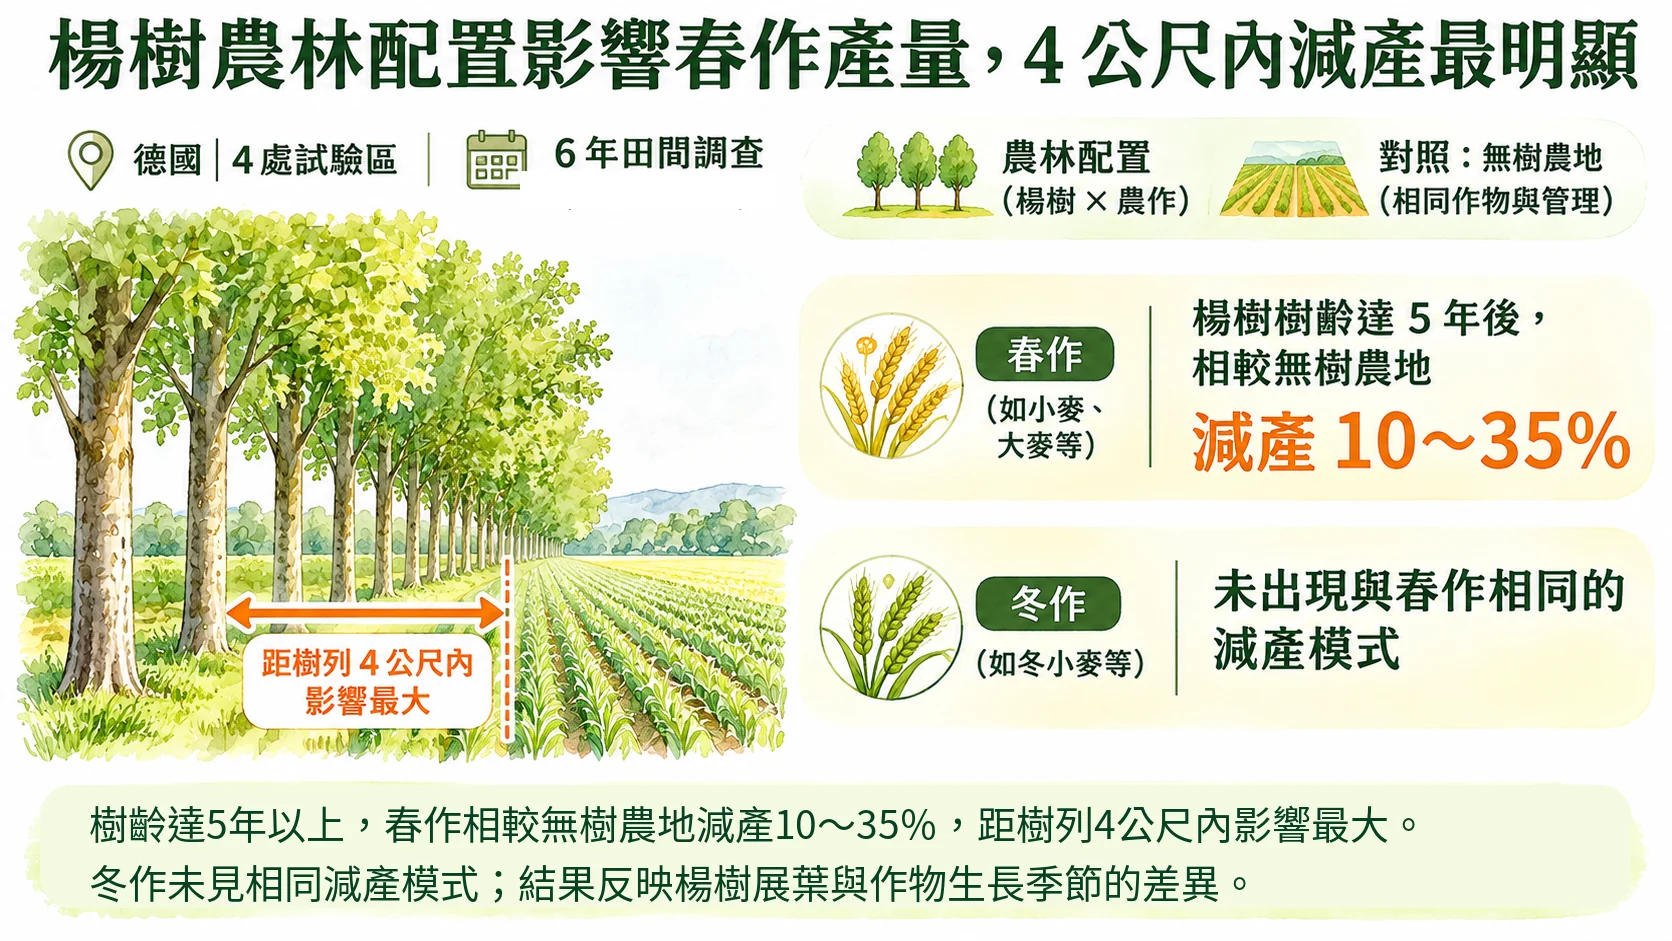 楊樹農林配置影響春作產量，4 公尺內減產最明顯
德國｜4 處試驗區
6 年田間調查
農林配置
(楊樹 × 農作)
對照：無樹農地
(相同作物與管理)
距樹列 4 公尺內
影響最大
春作
(如小麥、
大麥等)
楊樹樹齡達 5 年後，
相較無樹農地
減產 10～35%
冬作
(如冬小麥等)
未出現與春作相同的
減產模式
樹齡達5年以上，春作相較無樹農地減產10～35%，距樹列4公尺內影響最大。
冬作未見相同減產模式；結果反映楊樹展葉與作物生長季節的差異。